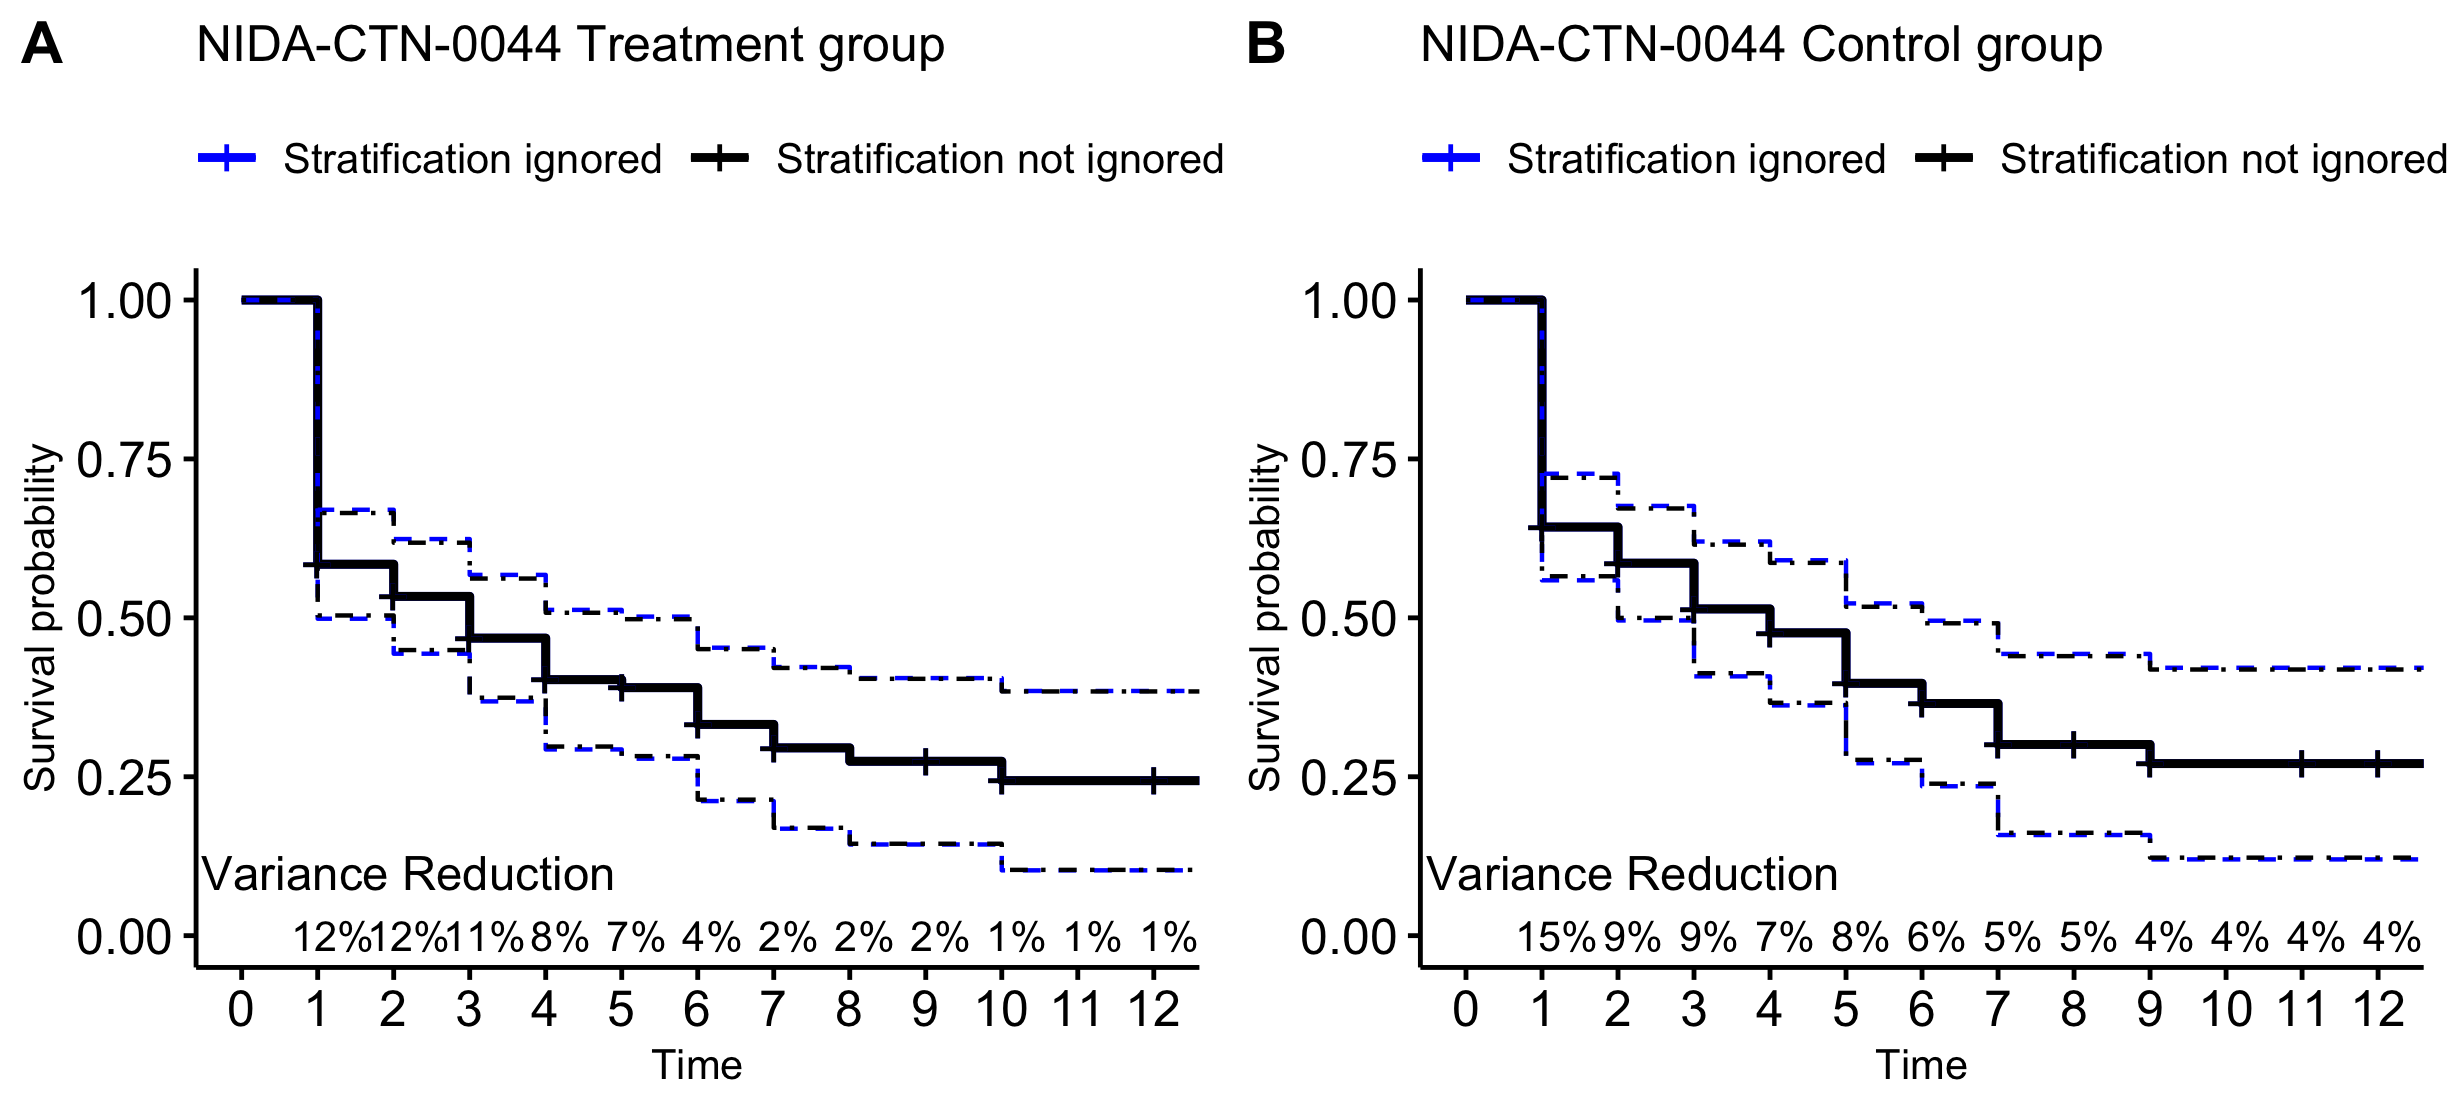 A NIDA-CTN-0044 Treatment group
Stratification ignored Stratification not ignored
Survival probability
1.00
0.75
0.50
0.25
0.00
Variance Reduction
12% 12% 11% 8% 7% 4% 2% 2% 2% 1% 1% 1%
0 1 2 3 4 5 6 7 8 9 10 11 12
Time
B NIDA-CTN-0044 Control group
Stratification ignored Stratification not ignored
Survival probability
1.00
0.75
0.50
0.25
0.00
Variance Reduction
15% 9% 9% 7% 8% 6% 5% 5% 4% 4% 4% 4%
0 1 2 3 4 5 6 7 8 9 10 11 12
Time